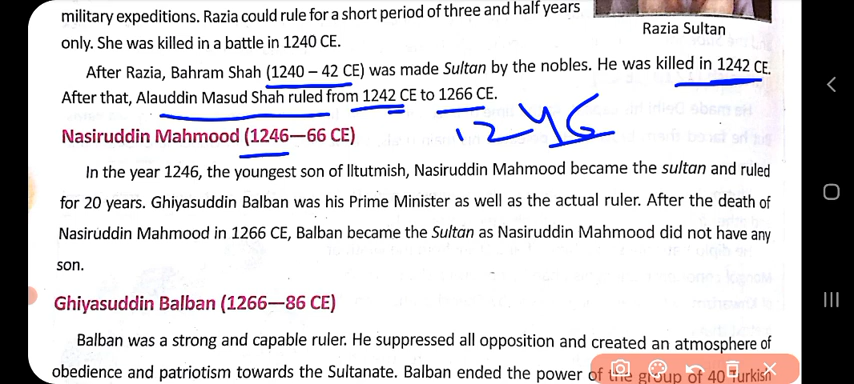 military expeditions. Razia could rule for a short period of three and half years
only. She was killed in a battle in 1240 CE.
Razia Sultan
After Razia, Bahram Shah (1240 – 42 CE) was made Sultan by the nobles. He was killed in 1242 CE.
After that, Alauddin Masud Shah ruled from 1242 CE to 1266 CE.
1246
Nasiruddin Mahmood (1246—66 CE)
In the year 1246, the youngest son of Iltutmish, Nasiruddin Mahmood became the sultan and ruled
for 20 years. Ghiyasuddin Balban was his Prime Minister as well as the actual ruler. After the death of
Nasiruddin Mahmood in 1266 CE, Balban became the Sultan as Nasiruddin Mahmood did not have any
son.
Ghiyasuddin Balban (1266—86 CE)
Balban was a strong and capable ruler. He suppressed all opposition and created an atmosphere of
obedience and patriotism towards the Sultanate. Balban ended the power of the group of 40 Turkish